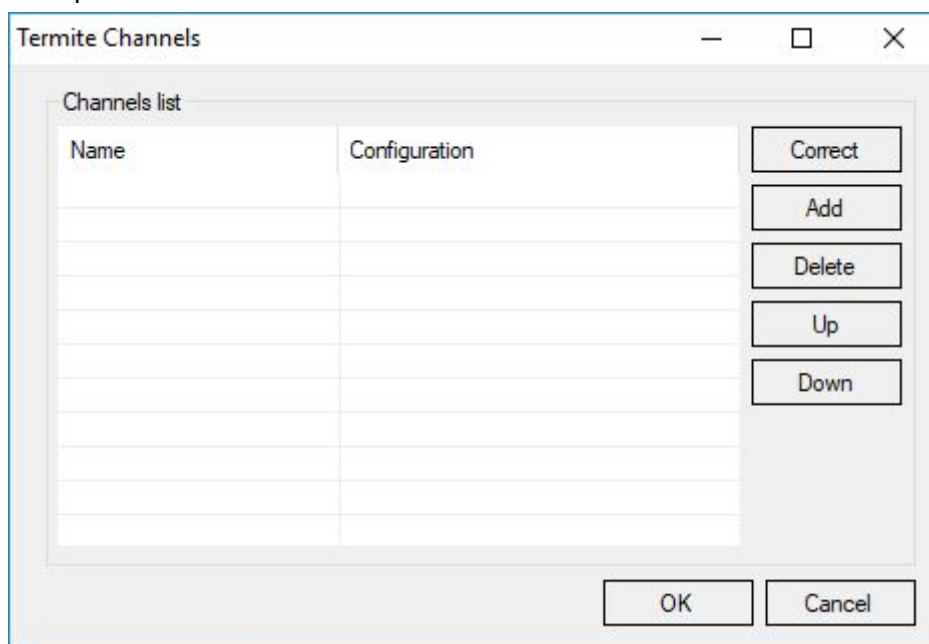 Termite Channels
Channels list
Name Configuration
Correct
Add
Delete
Up
Down
OK Cancel